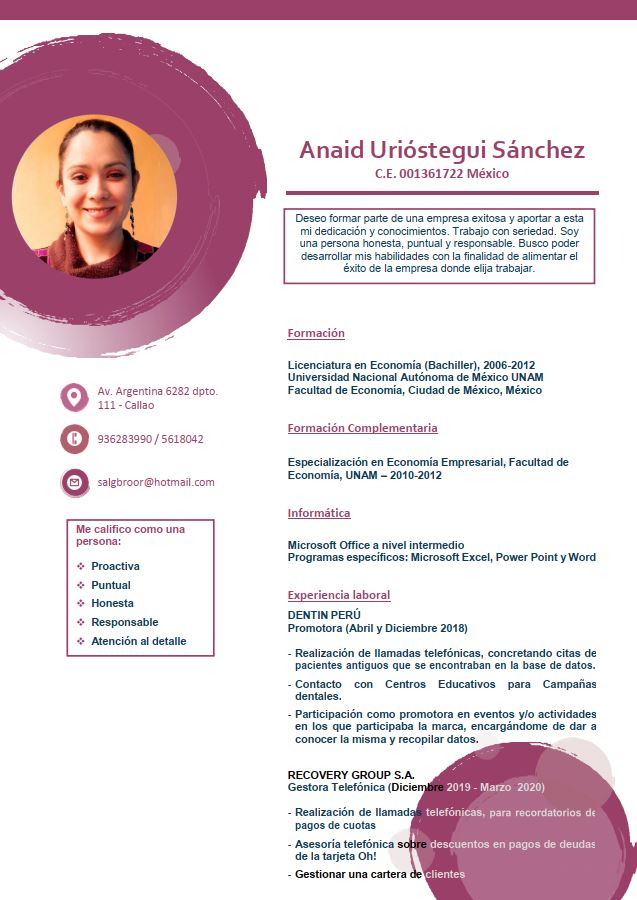 Anaid Urióstegui Sánchez
C.E. 001361722 México
Deseo formar parte de una empresa exitosa y aportar a esta
mi dedicación y conocimientos. Trabajo con seriedad. Soy
una persona honesta, puntual y responsable. Busco poder
desarrollar mis habilidades con la finalidad de alimentar el
éxito de la empresa donde elija trabajar.
Av. Argentina 6282 dpto.
111 - Callao
936283990 / 5618042
salgbroor@hotmail.com
Me califico como una
persona:
❖ Proactiva
❖ Puntual
❖ Honesta
❖ Responsable
❖ Atención al detalle
Formación
Licenciatura en Economía (Bachiller), 2006-2012
Universidad Nacional Autónoma de México UNAM
Facultad de Economía, Ciudad de México, México
Formación Complementaria
Especialización en Economía Empresarial, Facultad de
Economía, UNAM – 2010-2012
Informática
Microsoft Office a nivel intermedio
Programas específicos: Microsoft Excel, Power Point y Word
Experiencia laboral
DENTIN PERÚ
Promotora (Abril y Diciembre 2018)
- Realización de llamadas telefónicas, concretando citas de
pacientes antiguos que se encontraban en la base de datos.
- Contacto con Centros Educativos para Campañas
dentales.
- Participación como promotora en eventos y/o actividades
en los que participaba la marca, encargándome de dar a
conocer la misma y recopilar datos.
RECOVERY GROUP S.A.
Gestora Telefónica (Diciembre 2019 - Marzo 2020)
- Realización de llamadas telefónicas, para recordatorios de
pagos de cuotas
- Asesoría telefónica sobre descuentos en pagos de deudas
de la tarjeta Oh!
- Gestionar una cartera de clientes